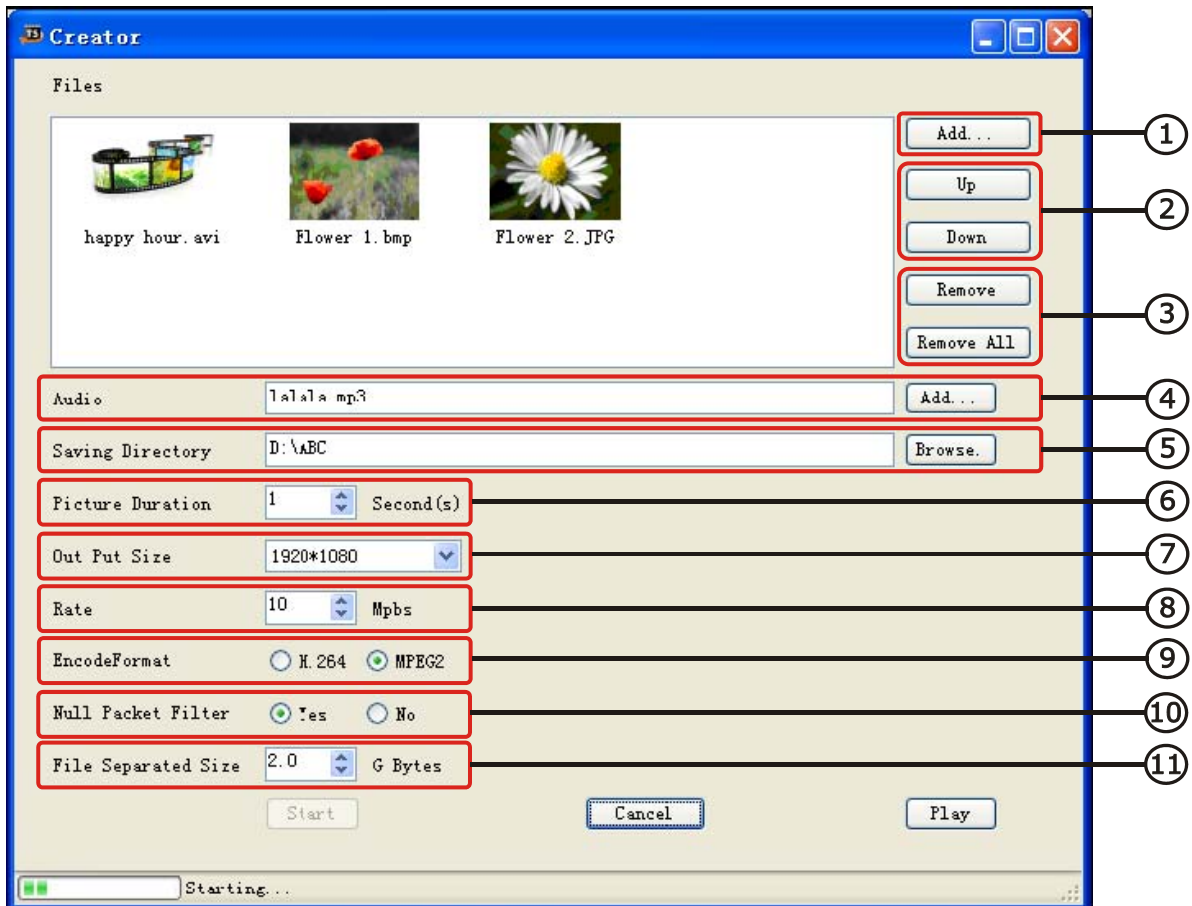 TS Creator
Files
happy hour.avi Flower 1.bmp Flower 2.JPG
Add... 1
Up
2
Down
Remove
3
Remove All
Audio lalala mp3 Add... 4
Saving Directory D:\ABC Browse. 5
Picture Duration 1 Second(s) 6
Out Put Size 1920*1080 7
Rate 10 Mpbs 8
EncodeFormat H.264 MPEG2 9
Null Packet Filter Yes No 10
File Separated Size 2.0 G Bytes 11
Start Cancel Play
Starting...